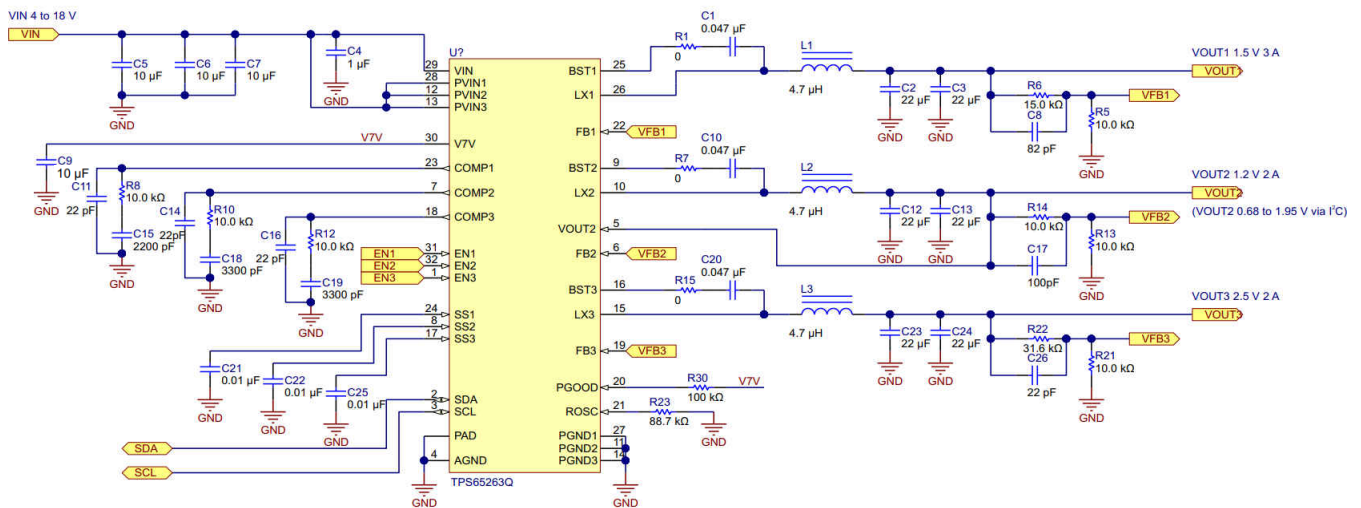 VIN 4 to 18 V
VIN
C5
10 µF
C6
10 µF
C7
10 µF
C4
1 µF
GND
GND
GND
U?
29
VIN
28
PVIN1
12
PVIN2
13
PVIN3
30
V7V
V7V
23
COMP1
7
COMP2
18
COMP3
31
EN1
EN1
32
EN2
EN2
1
EN3
EN3
24
SS1
8
SS2
17
SS3
2
SDA
3
SCL
PAD
4
AGND
TPS65263Q
C9
10 µF
GND
C11
22 pF
R8
10.0 kΩ
C15
2200 pF
GND
C14
22pF
R10
10.0 kΩ
C18
3300 pF
GND
C16
22 pF
R12
10.0 kΩ
C19
3300 pF
GND
C21
0.01 µF
GND
C22
0.01 µF
GND
C25
0.01 µF
GND
SDA
SCL
GND
BST1
25
LX1
26
FB1
22
VFB1
BST2
9
LX2
10
VOUT2
5
FB2
6
VFB2
BST3
16
LX3
15
FB3
19
VFB3
PGOOD
20
ROSC
21
PGND1
27
PGND2
11
PGND3
14
GND
R1
0
C1
0.047 µF
L1
4.7 µH
C2
22 µF
GND
C3
22 µF
GND
R6
15.0 kΩ
C8
82 pF
VOUT1 1.5 V 3 A
VOUT1
VFB1
R5
10.0 kΩ
GND
C10
0.047 µF
R7
0
L2
4.7 µH
C12
22 µF
GND
C13
22 µF
GND
R14
10.0 kΩ
C17
100pF
VOUT2 1.2 V 2 A
VOUT2
VFB2
(VOUT2 0.68 to 1.95 V via I²C)
R13
10.0 kΩ
GND
C20
0.047 µF
R15
0
L3
4.7 µH
C23
22 µF
GND
C24
22 µF
GND
R22
31.6 kΩ
C26
22 pF
VOUT3 2.5 V 2 A
VOUT3
VFB3
R21
10.0 kΩ
GND
R30
100 kΩ
V7V
R23
88.7 kΩ
GND